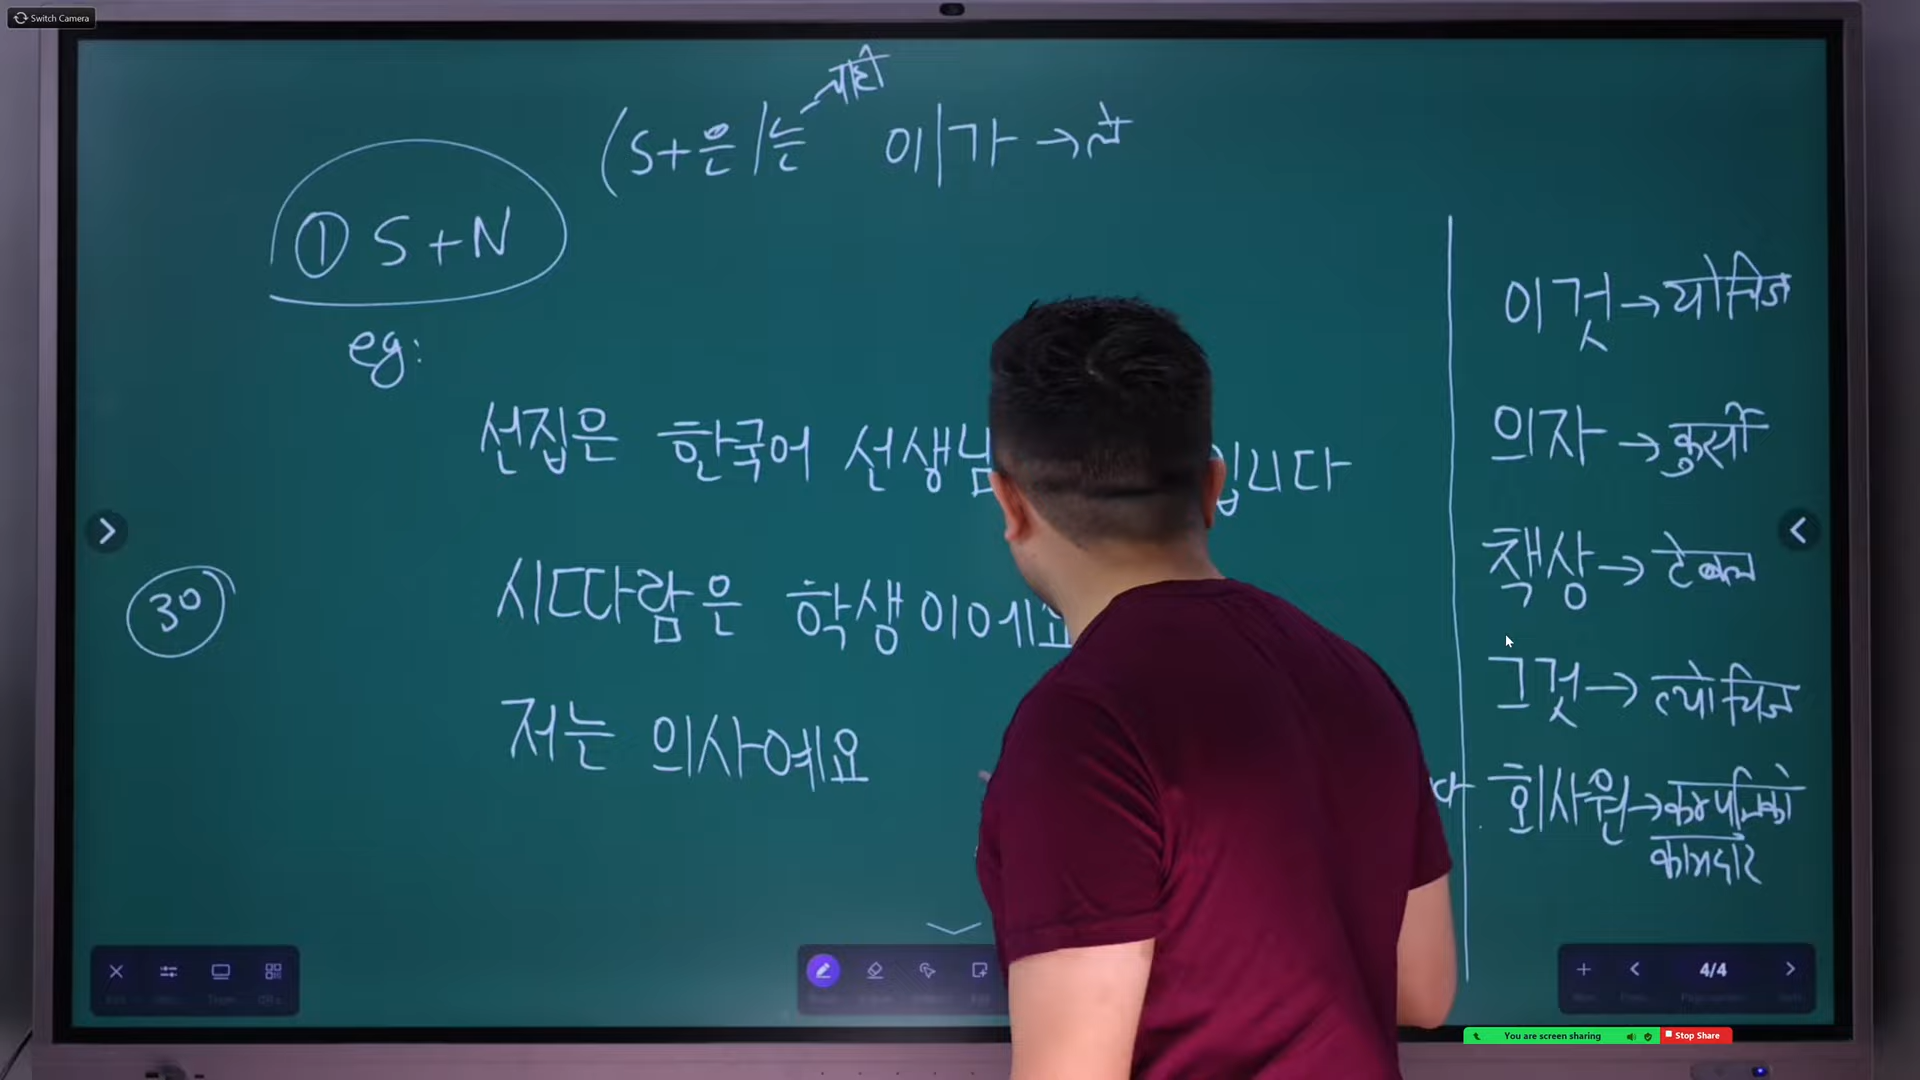 Switch Camera
(S+은/는 이/가 →
① S+N
eg:
선집은 한국어 선생님 입니다
시따람은 학생이에요
저는 의사예요
30
이것 → यो चिज
의자 → कुर्सी
책상 → टेबल
그것 → त्यो चिज
다 회사원 → कम्पनिको
कामदार
4/4
You are screen sharing
Stop Share